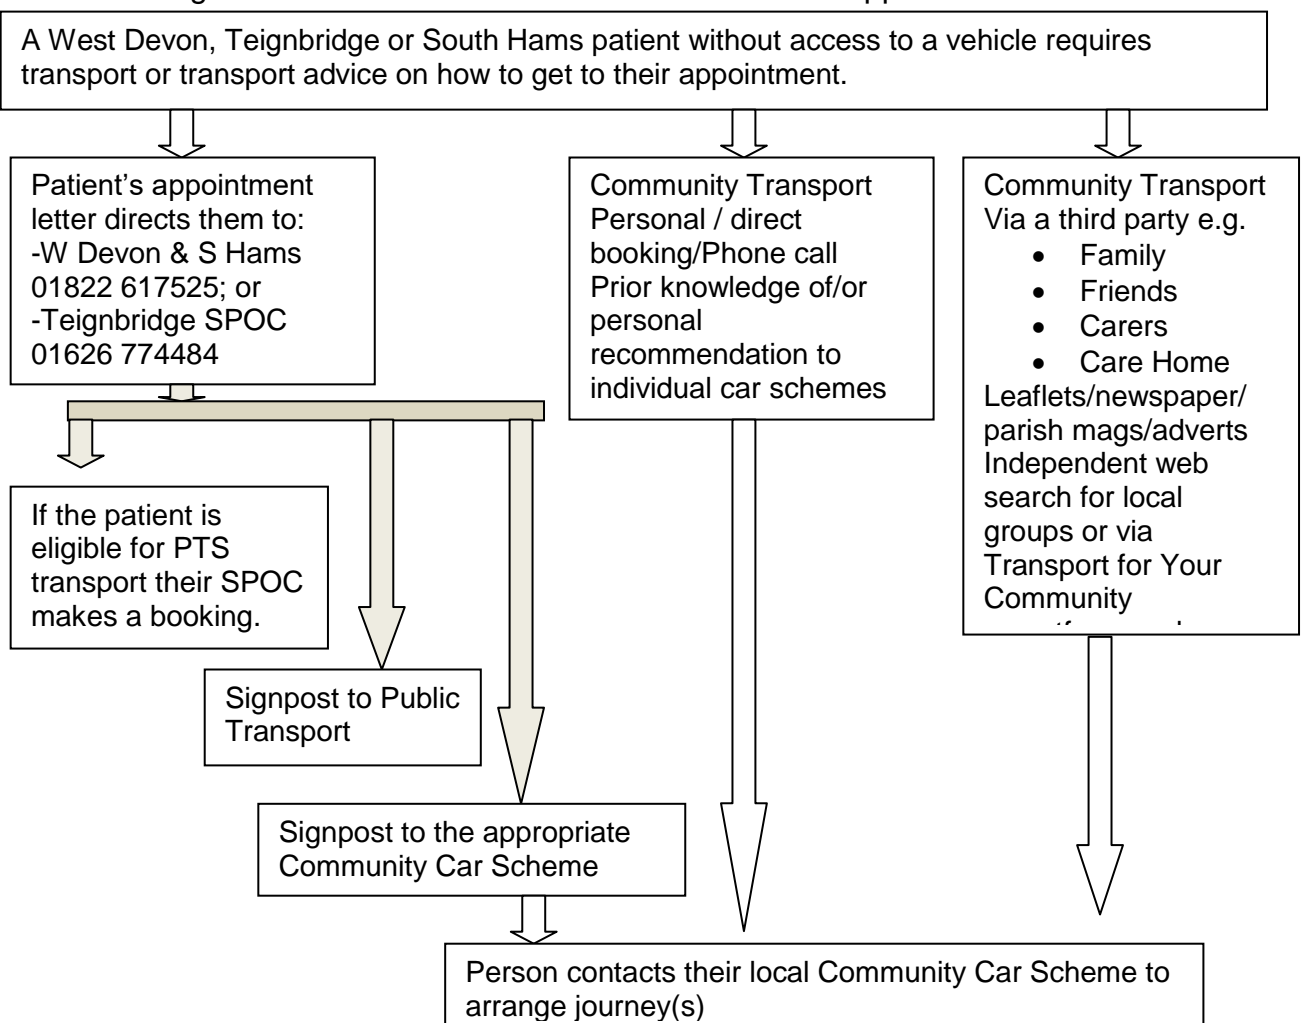 A West Devon, Teignbridge or South Hams patient without access to a vehicle requires
transport or transport advice on how to get to their appointment.
Patient’s appointment
letter directs them to:
-W Devon & S Hams
01822 617525; or
-Teignbridge SPOC
01626 774484
Community Transport
Personal / direct
booking/Phone call
Prior knowledge of/or
personal
recommendation to
individual car schemes
Community Transport
Via a third party e.g.
• Family
• Friends
• Carers
• Care Home
Leaflets/newspaper/
parish mags/adverts
Independent web
search for local
groups or via
Transport for Your
Community
If the patient is
eligible for PTS
transport their SPOC
makes a booking.
Signpost to Public
Transport
Signpost to the appropriate
Community Car Scheme
Person contacts their local Community Car Scheme to
arrange journey(s)